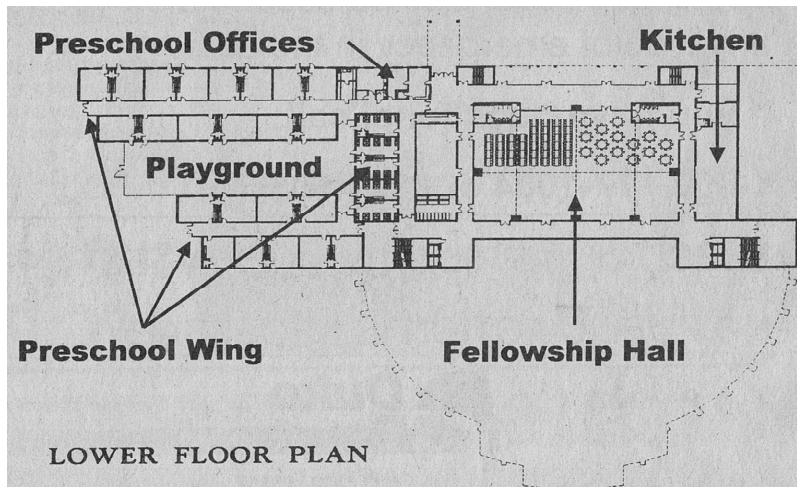 Preschool Offices
Kitchen
Playground
Preschool Wing
Fellowship Hall
LOWER FLOOR PLAN